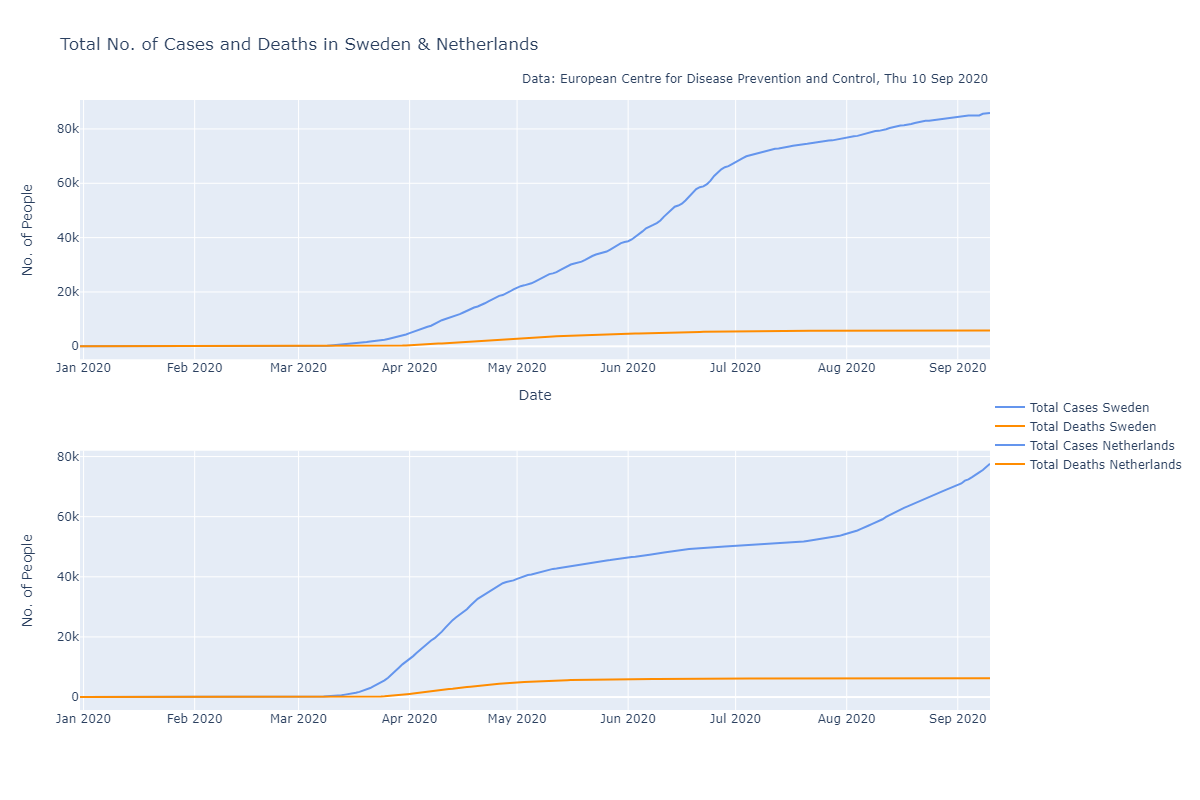 Total No. of Cases and Deaths in Sweden & Netherlands
Data: European Centre for Disease Prevention and Control, Thu 10 Sep 2020
No. of People
80k
60k
40k
20k
0
Jan 2020 Feb 2020 Mar 2020 Apr 2020 May 2020 Jun 2020 Jul 2020 Aug 2020 Sep 2020
Date
Total Cases Sweden
Total Deaths Sweden
Total Cases Netherlands
Total Deaths Netherlands
No. of People
80k
60k
40k
20k
0
Jan 2020 Feb 2020 Mar 2020 Apr 2020 May 2020 Jun 2020 Jul 2020 Aug 2020 Sep 2020